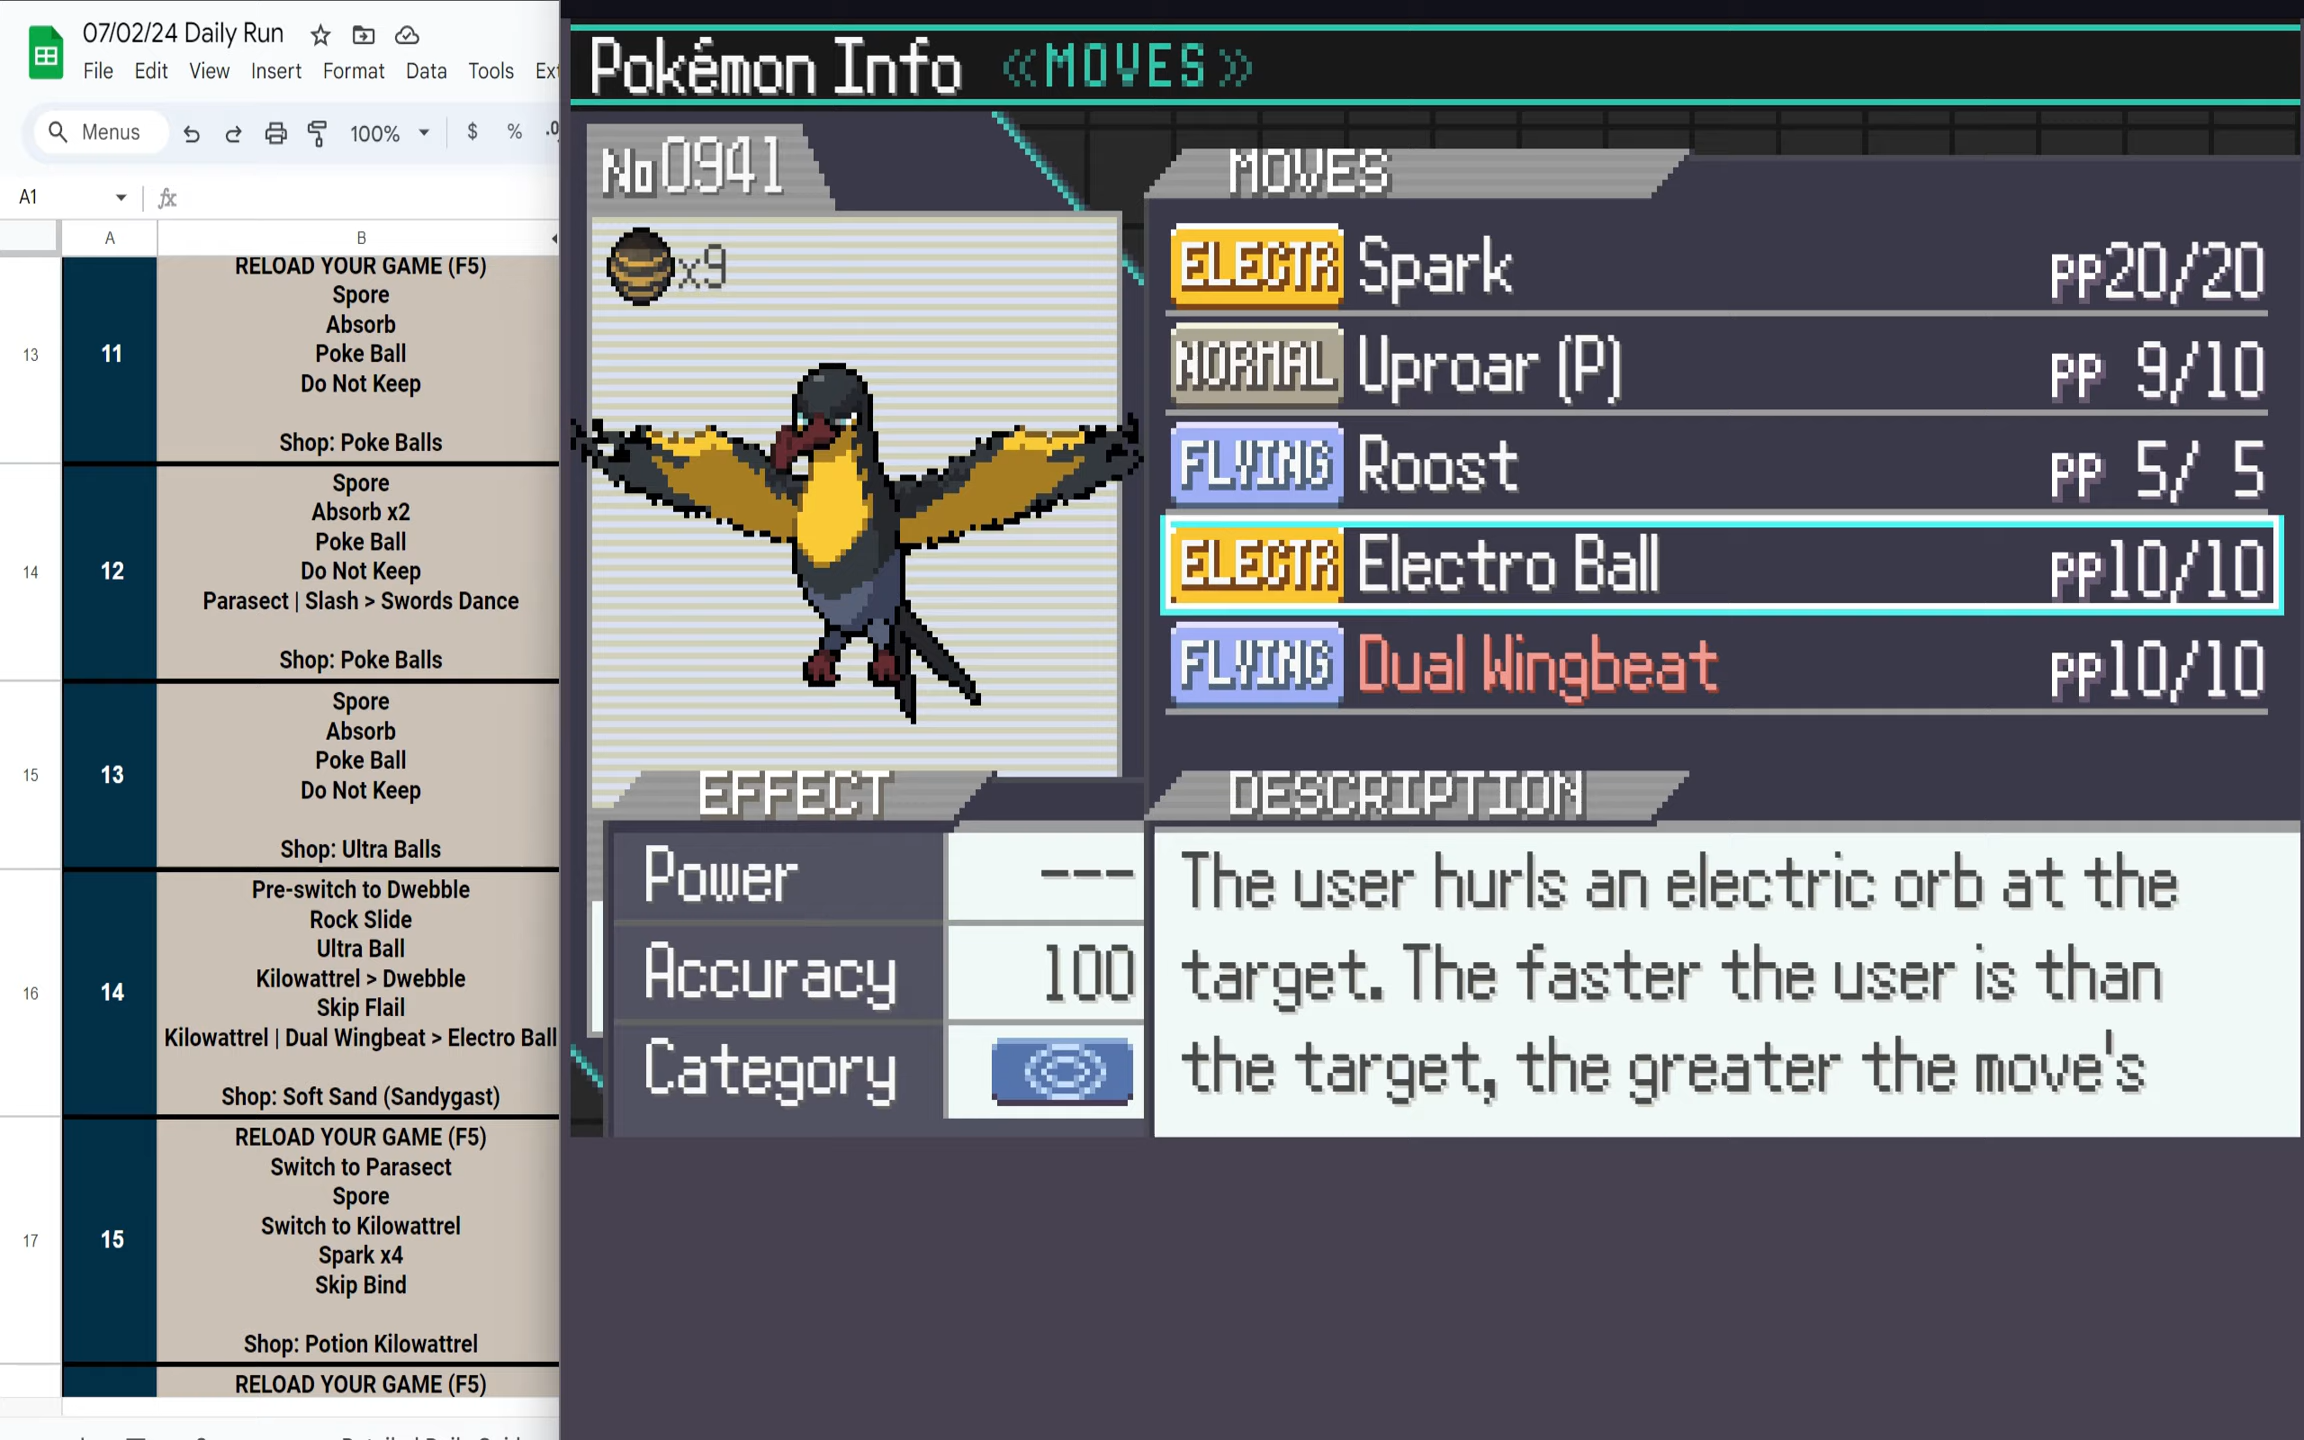 07/02/24 Daily Run
File Edit View Insert Format Data Tools
Menus 100% $ %
A1 fx
A B
13 11
RELOAD YOUR GAME (F5)
Spore
Absorb
Poke Ball
Do Not Keep
Shop: Poke Balls
14 12
Spore
Absorb x2
Poke Ball
Do Not Keep
Parasect | Slash > Swords Dance
Shop: Poke Balls
15 13
Spore
Absorb
Poke Ball
Do Not Keep
Shop: Ultra Balls
16 14
Pre-switch to Dwebble
Rock Slide
Ultra Ball
Kilowattrel > Dwebble
Skip Flail
Kilowattrel | Dual Wingbeat > Electro Ball
Shop: Soft Sand (Sandygast)
17 15
RELOAD YOUR GAME (F5)
Switch to Parasect
Spore
Switch to Kilowattrel
Spark x4
Skip Bind
Shop: Potion Kilowattrel
RELOAD YOUR GAME (F5)
Pokémon Info «MOVES»
No0941
x9
MOVES
ELECTR Spark PP20/20
NORMAL Uproar (P) PP 9/10
FLYING Roost PP 5/ 5
ELECTR Electro Ball PP10/10
FLYING Dual Wingbeat PP10/10
EFFECT
Power ---
Accuracy 100
Category
DESCRIPTION
The user hurls an electric orb at the
target. The faster the user is than
the target, the greater the move's